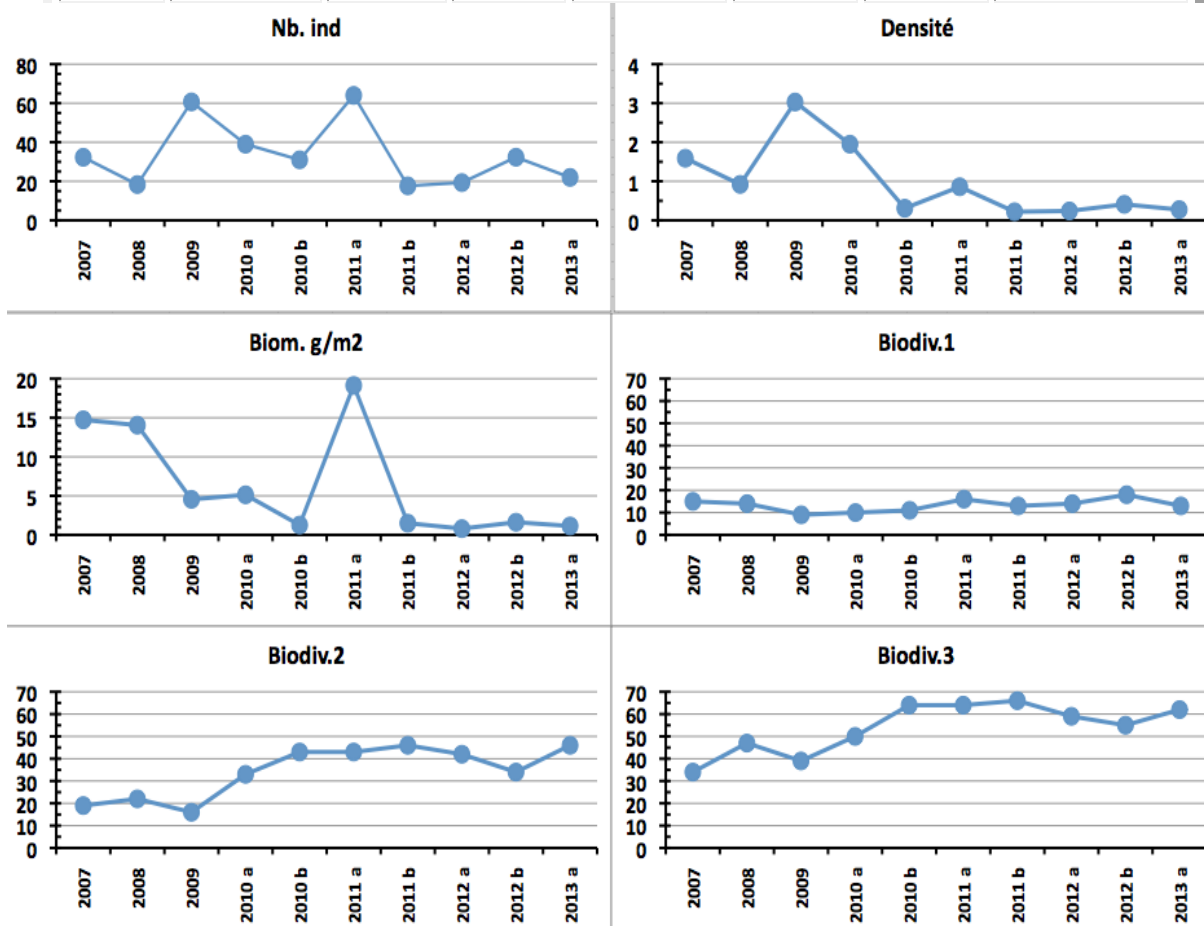 Nb. ind
80
60
40
20
0
2007
2008
2009
2010 a
2010 b
2011 a
2011 b
2012 a
2012 b
2013 a
Densité
4
3
2
1
0
2007
2008
2009
2010 a
2010 b
2011 a
2011 b
2012 a
2012 b
2013 a
Biom. g/m2
20
15
10
5
0
2007
2008
2009
2010 a
2010 b
2011 a
2011 b
2012 a
2012 b
2013 a
Biodiv.1
70
60
50
40
30
20
10
0
2007
2008
2009
2010 a
2010 b
2011 a
2011 b
2012 a
2012 b
2013 a
Biodiv.2
70
60
50
40
30
20
10
0
2007
2008
2009
2010 a
2010 b
2011 a
2011 b
2012 a
2012 b
2013 a
Biodiv.3
70
60
50
40
30
20
10
0
2007
2008
2009
2010 a
2010 b
2011 a
2011 b
2012 a
2012 b
2013 a